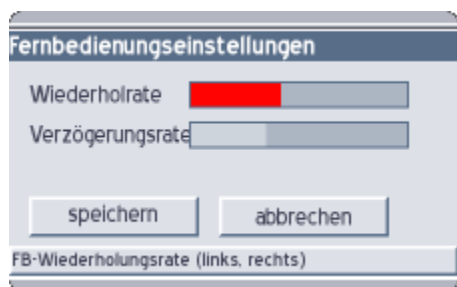 Fernbedienungseinstellungen
Wiederholrate
Verzögerungsrate
speichern abbrechen
FB-Wiederholungsrate (links, rechts)